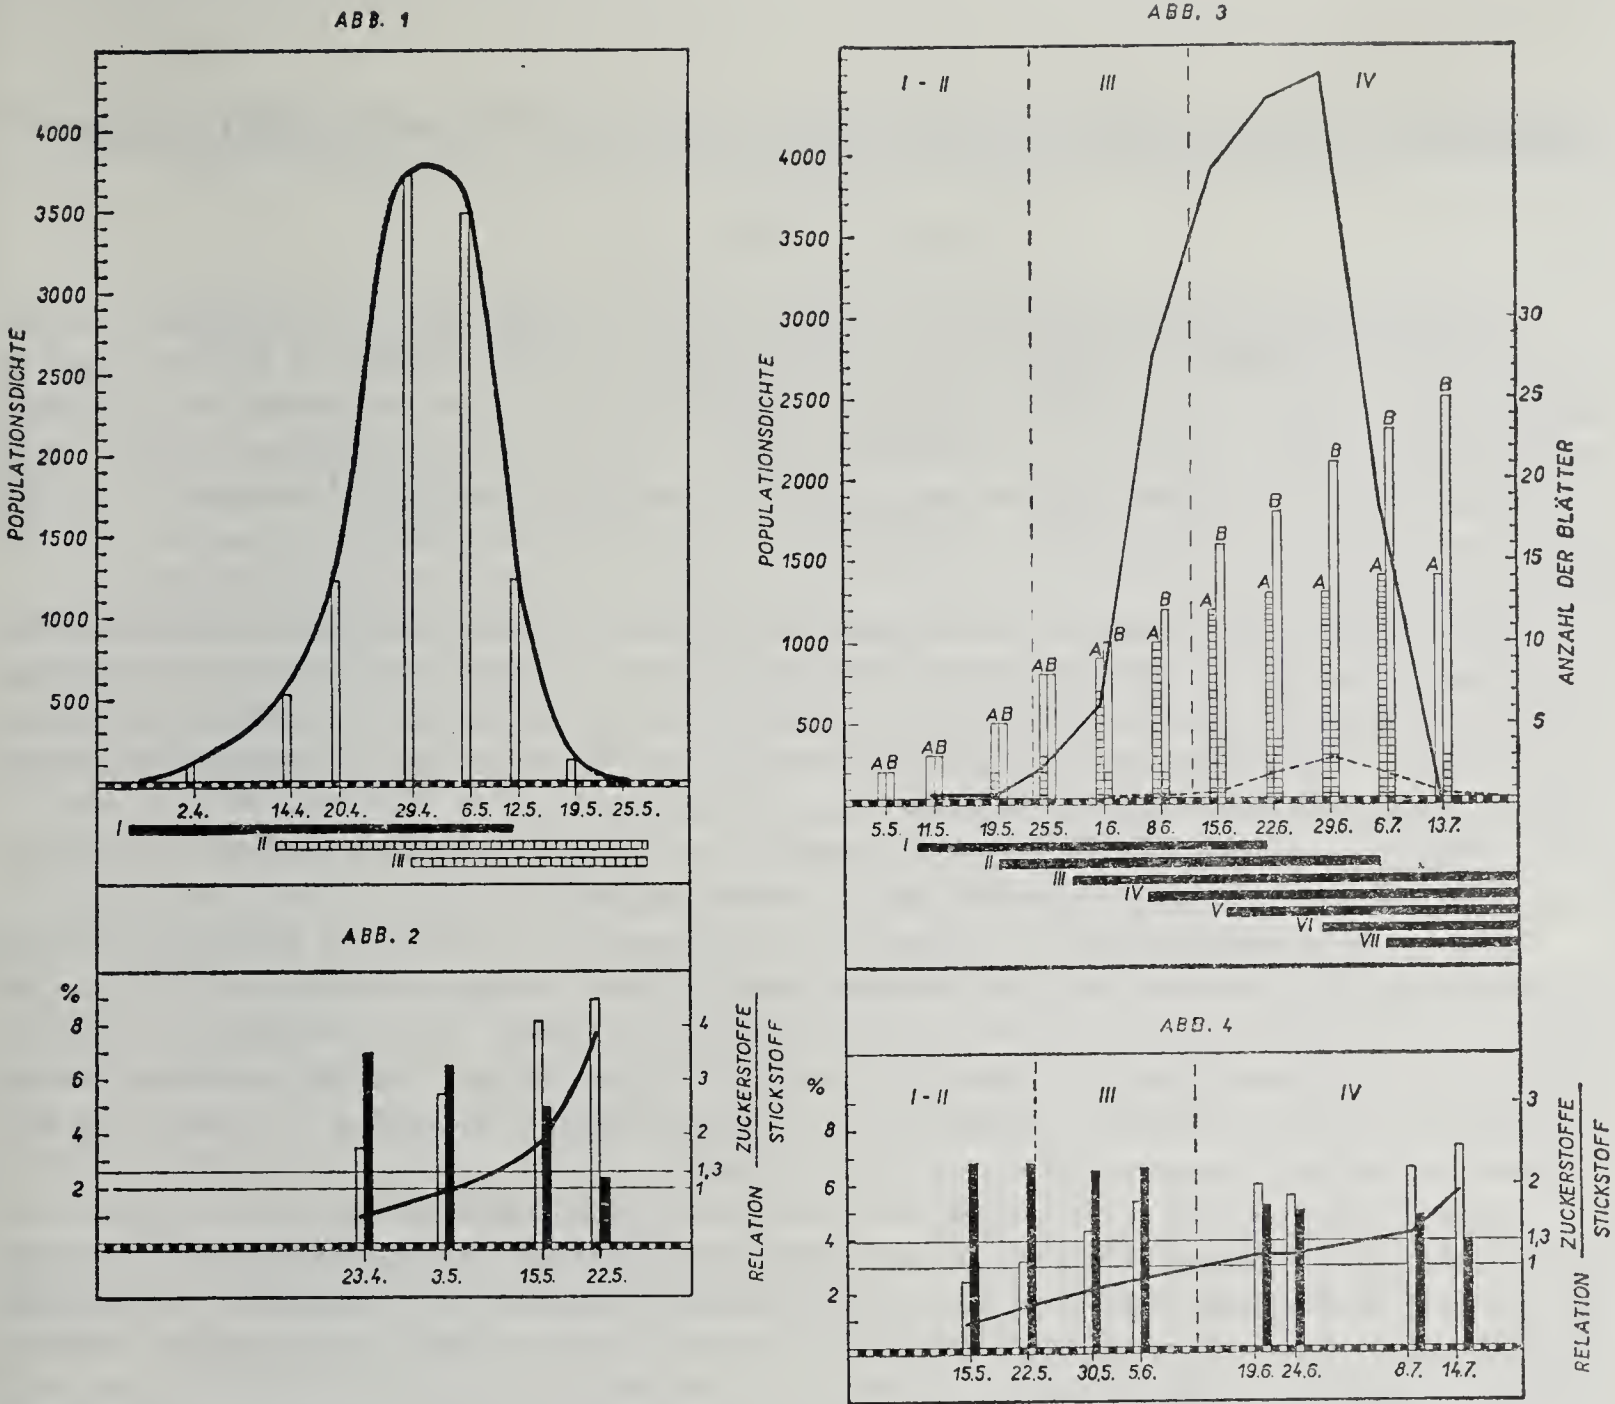 ABB. 1
4000
3500
3000
2500
2000
1500
1000
500
POPULATIONSDICHTE
2.4. 14.4. 20.4. 29.4. 6.5. 12.5. 19.5. 25.5.
I
II
III
ABB. 2
%
8
6
4
2
4
3
2
1,3
1
RELATION ZUCKERSTOFFE
STICKSTOFF
23.4. 3.5. 15.5. 22.5.
ABB. 3
I - II III IV
4000
3500
3000
2500
2000
1500
1000
500
POPULATIONSDICHTE
30
25
20
15
10
5
ANZAHL DER BLÄTTER
A B A B A B A B A B A B A B A B A B A B A B
5.5. 11.5. 19.5. 25.5. 1.6. 8.6. 15.6. 22.6. 29.6. 6.7. 13.7.
I
II
III
IV
V
VI
VII
ABB. 4
I - II III IV
%
8
6
4
2
3
2
1,3
1
RELATION ZUCKERSTOFFE
STICKSTOFF
15.5. 22.5. 30.5. 5.6. 19.6. 24.6. 8.7. 14.7.